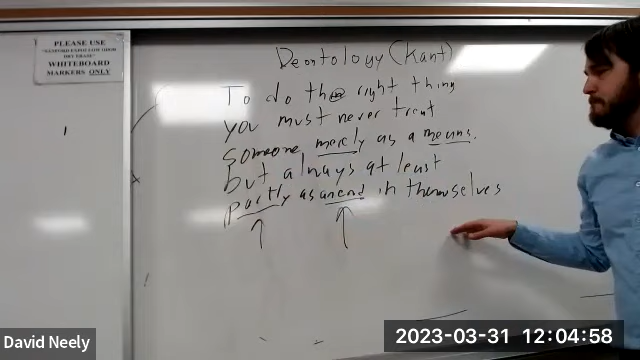 PLEASE USE
WHITEBOARD
MARKERS ONLY
Deontology (Kant)
To do the right thing
you must never treat
someone merely as a means.
but always at least
partly as an end in themselves
David Neely
2023-03-31 12:04:58